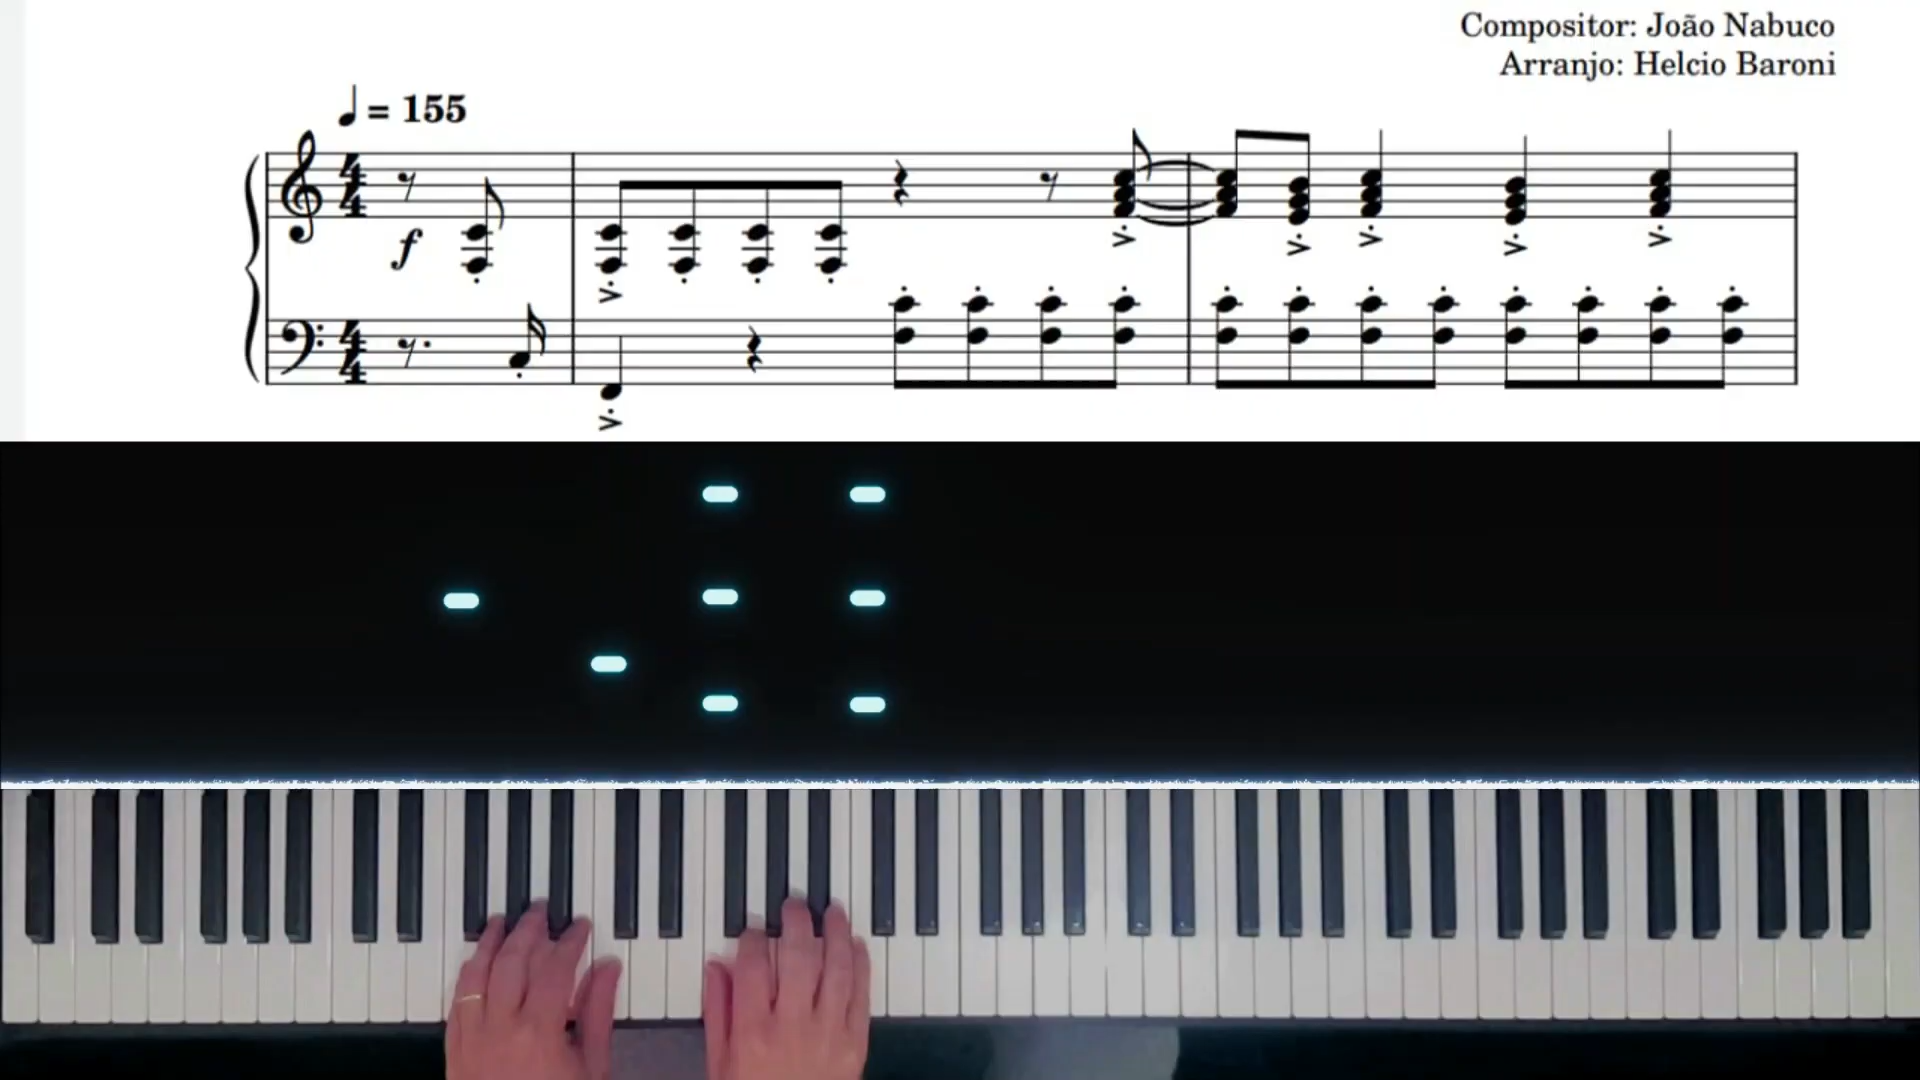 Compositor: João Nabuco
Arranjo: Helcio Baroni
♩ = 155
f